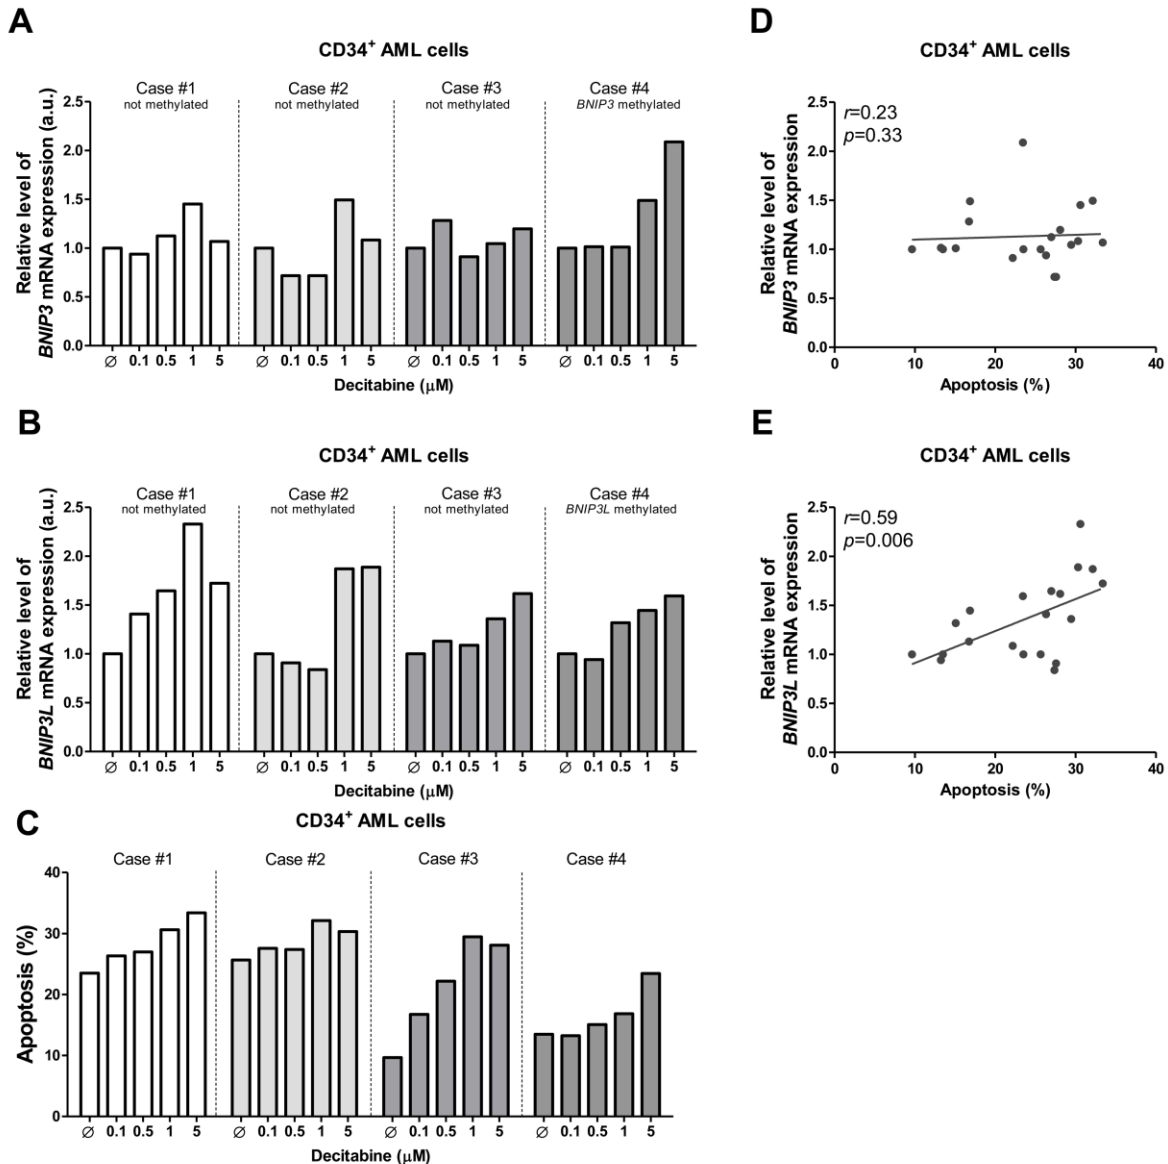 A
CD34⁺ AML cells
Case #1
not methylated
Case #2
not methylated
Case #3
not methylated
Case #4
BNIP3 methylated
Relative level of
BNIP3 mRNA expression (a.u.)
2.5
2.0
1.5
1.0
0.5
0.0
∅ 0.1 0.5 1 5 ∅ 0.1 0.5 1 5 ∅ 0.1 0.5 1 5 ∅ 0.1 0.5 1 5
Decitabine (μM)
B
CD34⁺ AML cells
Case #1
not methylated
Case #2
not methylated
Case #3
not methylated
Case #4
BNIP3L methylated
Relative level of
BNIP3L mRNA expression (a.u.)
2.5
2.0
1.5
1.0
0.5
0.0
∅ 0.1 0.5 1 5 ∅ 0.1 0.5 1 5 ∅ 0.1 0.5 1 5 ∅ 0.1 0.5 1 5
Decitabine (μM)
C
CD34⁺ AML cells
Case #1
Case #2
Case #3
Case #4
Apoptosis (%)
40
30
20
10
0
∅ 0.1 0.5 1 5 ∅ 0.1 0.5 1 5 ∅ 0.1 0.5 1 5 ∅ 0.1 0.5 1 5
Decitabine (μM)
D
CD34⁺ AML cells
r=0.23
p=0.33
Relative level of
BNIP3 mRNA expression
2.5
2.0
1.5
1.0
0.5
0.0
0 10 20 30 40
Apoptosis (%)
E
CD34⁺ AML cells
r=0.59
p=0.006
Relative level of
BNIP3L mRNA expression
2.5
2.0
1.5
1.0
0.5
0.0
0 10 20 30 40
Apoptosis (%)